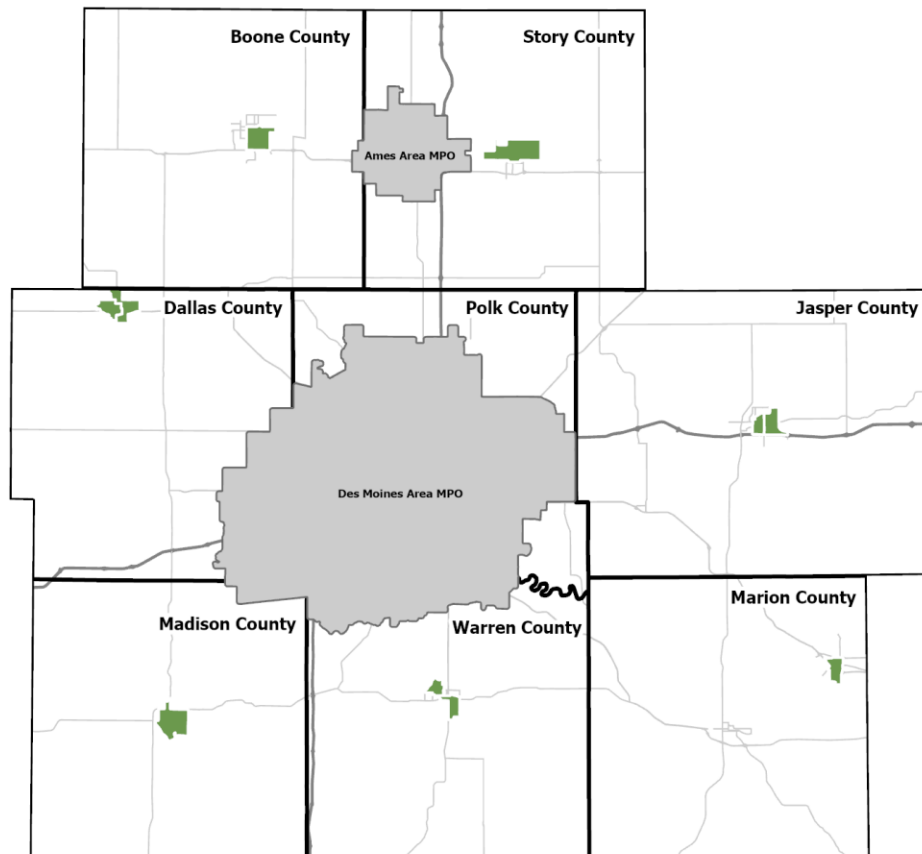 Boone County
Story County
Ames Area MPO
Dallas County
Polk County
Jasper County
Des Moines Area MPO
Madison County
Warren County
Marion County